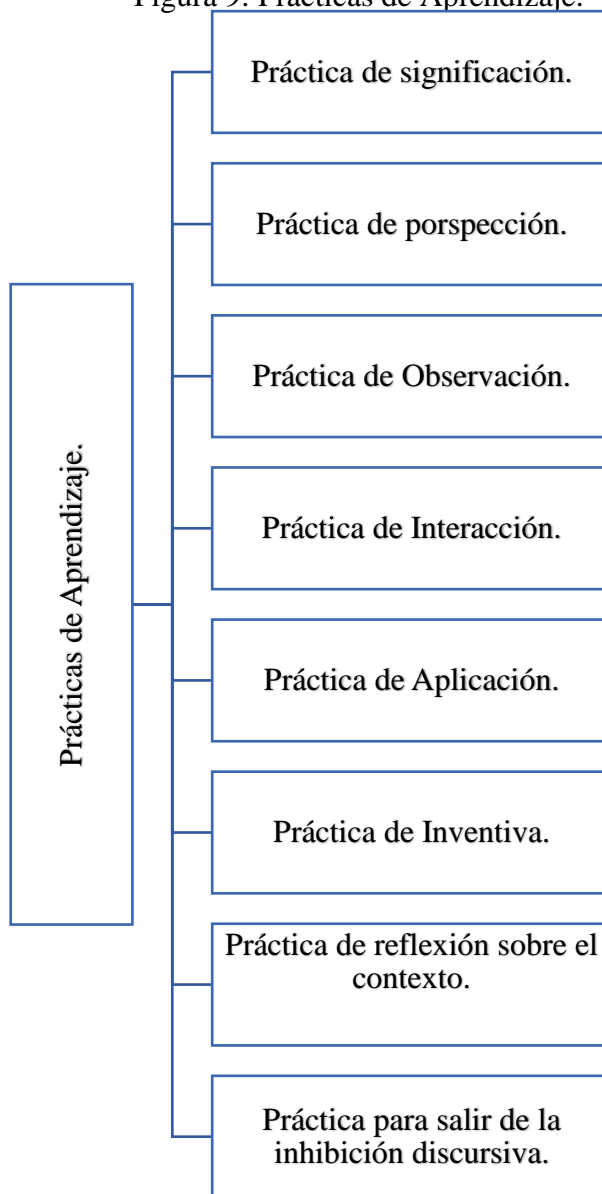 Figura 9. Prácticas de Aprendizaje.
Práctica de significación.
Práctica de porspección.
Práctica de Observación.
Práctica de Interacción.
Prácticas de Aprendizaje.
Práctica de Aplicación.
Práctica de Inventiva.
Práctica de reflexión sobre el
contexto.
Práctica para salir de la
inhibición discursiva.